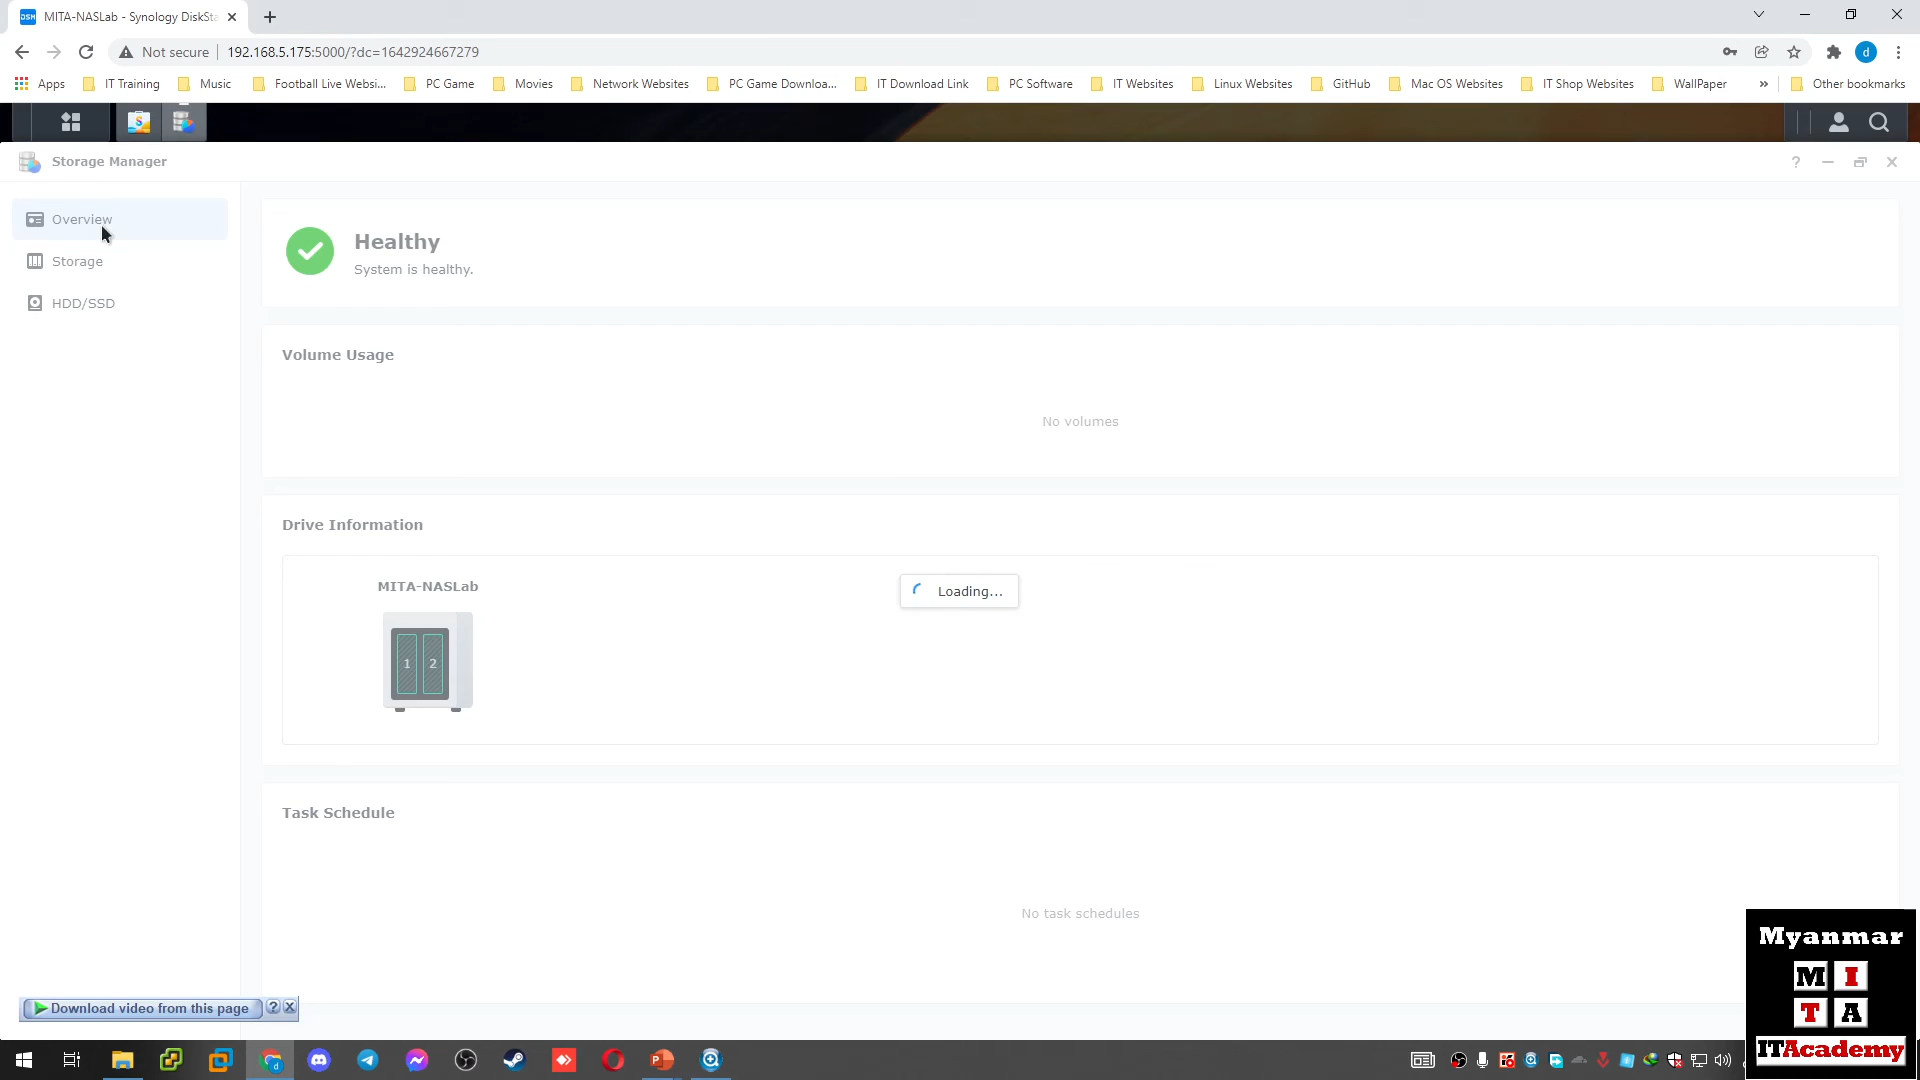 MITA-NASLab - Synology DiskSta
Not secure
192.168.5.175:5000/?dc=1642924667279
d
Apps
IT Training
Music
Football Live Websi...
PC Game
Movies
Network Websites
PC Game Downloa...
IT Download Link
PC Software
IT Websites
Linux Websites
GitHub
Mac OS Websites
IT Shop Websites
WallPaper
»
Other bookmarks
Storage Manager
?
Overview
Storage
HDD/SSD
Healthy
System is healthy.
Volume Usage
No volumes
Drive Information
MITA-NASLab
1 2
Loading...
Task Schedule
No task schedules
Download video from this page
?
Myanmar
M I
T A
ITAcademy